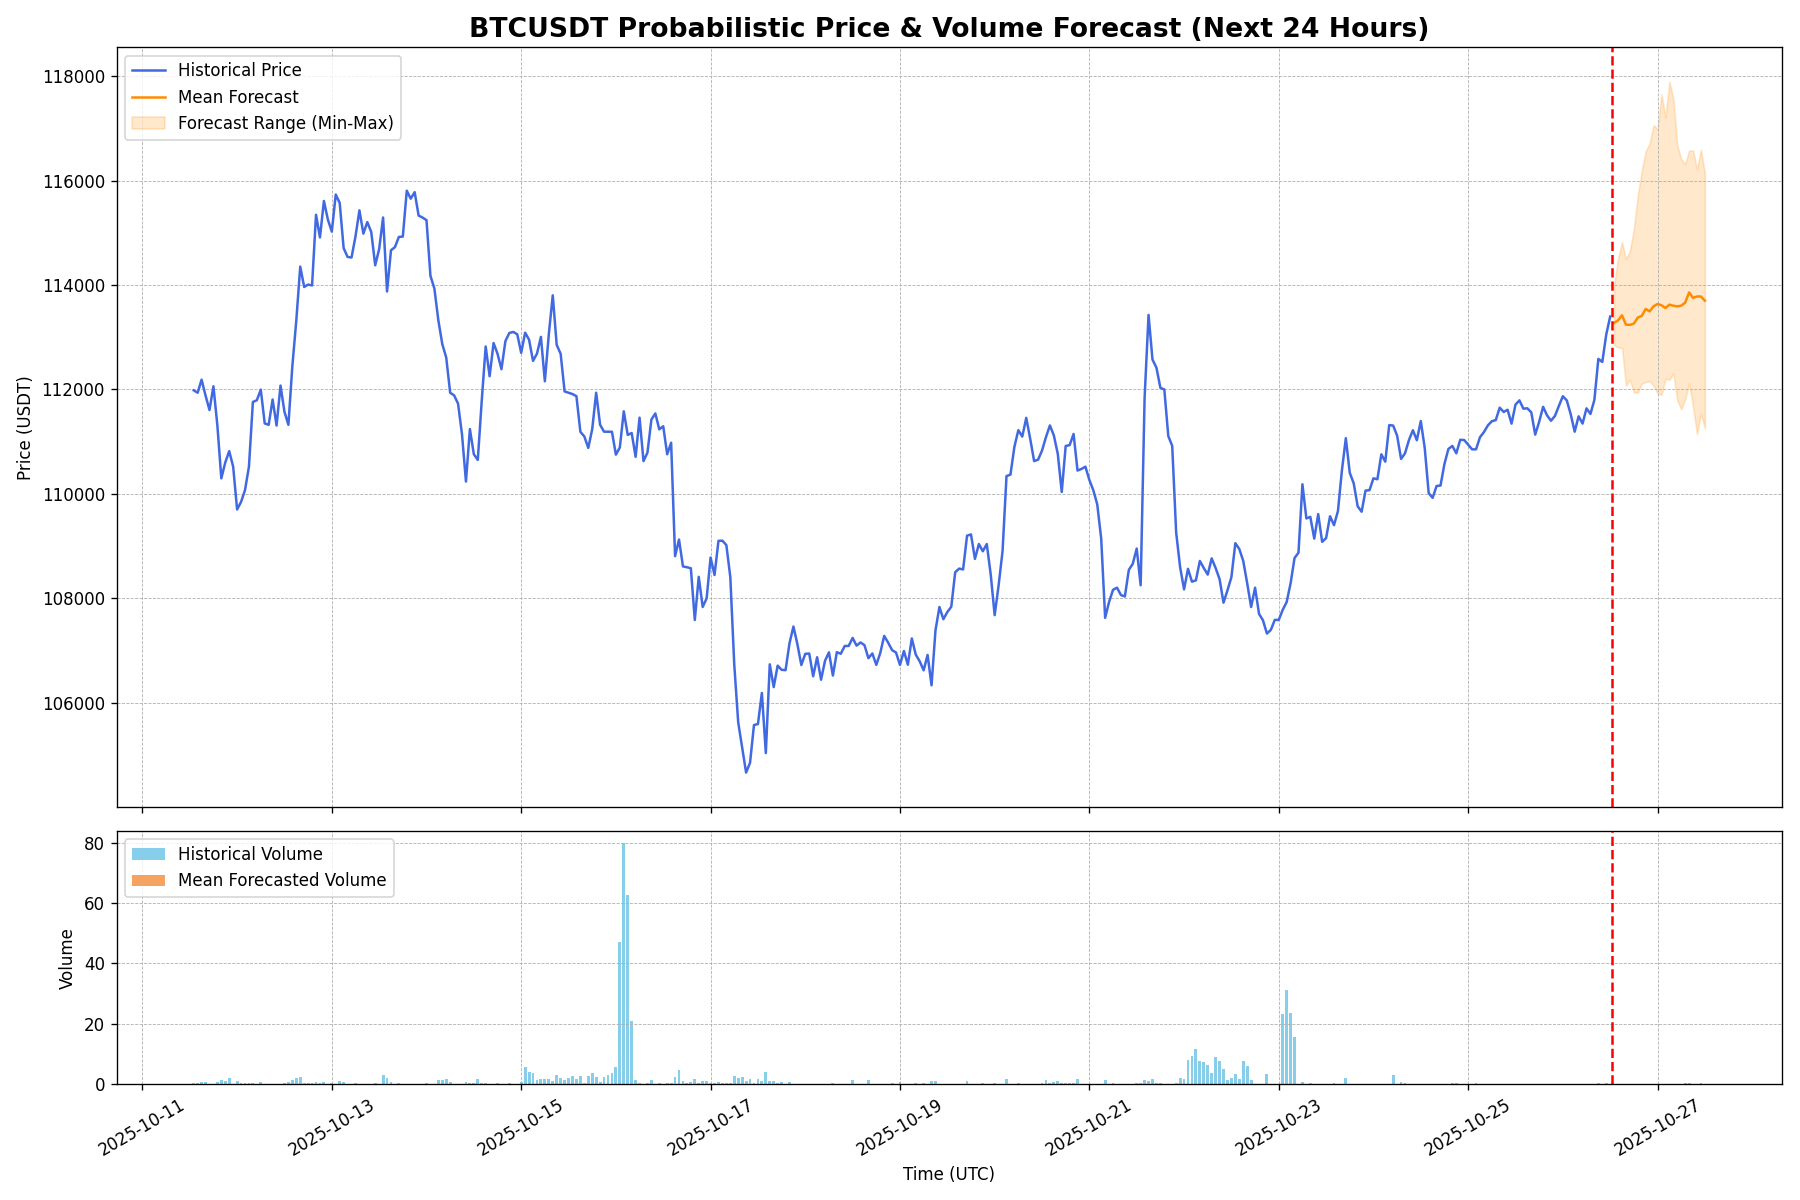 BTCUSDT Probabilistic Price & Volume Forecast (Next 24 Hours)
Historical Price
Mean Forecast
Forecast Range (Min-Max)
118000
116000
114000
112000
110000
108000
106000
Price (USDT)
Historical Volume
Mean Forecasted Volume
80
60
40
20
0
Volume
2025-10-11
2025-10-13
2025-10-15
2025-10-17
2025-10-19
2025-10-21
2025-10-23
2025-10-25
2025-10-27
Time (UTC)